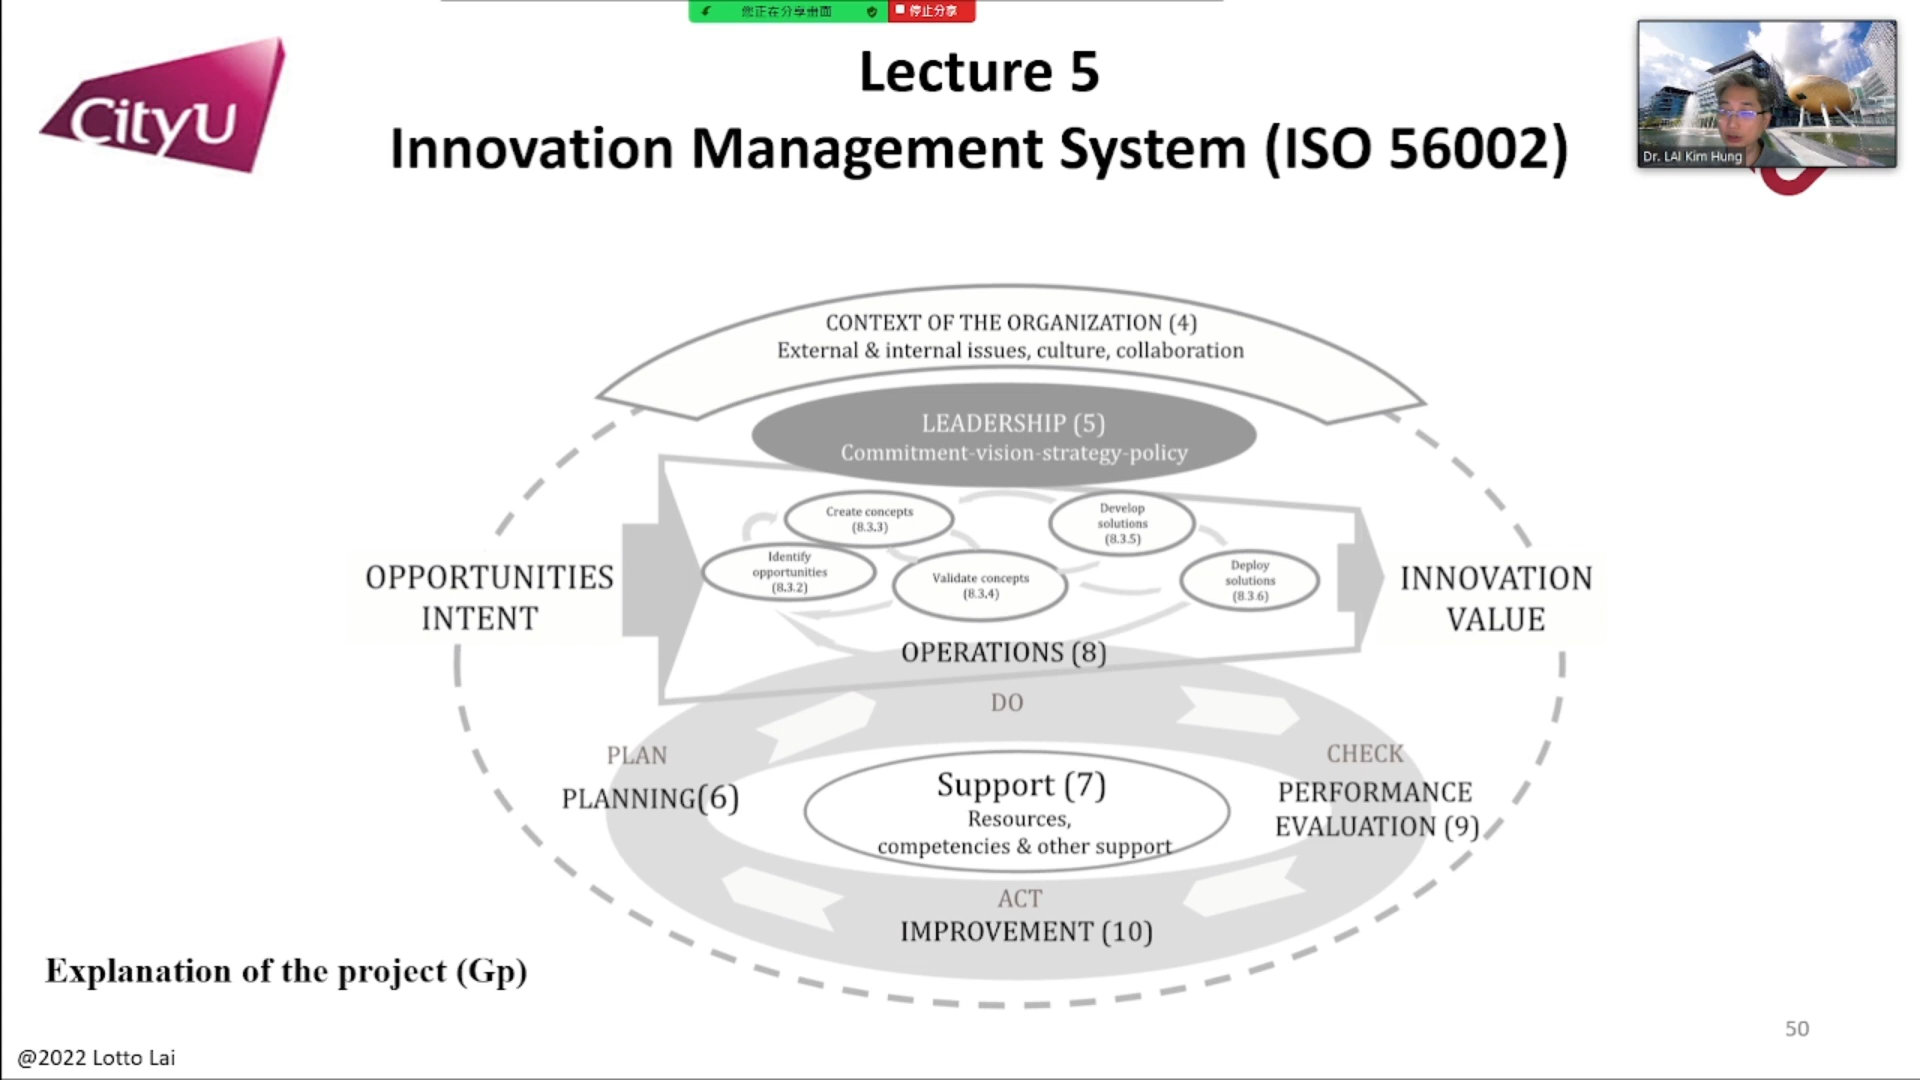 您正在分享畫面
停止分享
CityU
Lecture 5
Innovation Management System (ISO 56002)
Dr. LAI Kim Hung
CONTEXT OF THE ORGANIZATION (4)
External & internal issues, culture, collaboration
LEADERSHIP (5)
Commitment-vision-strategy-policy
Create concepts
(8.3.3)
Develop
solutions
(8.3.5)
Identify
opportunities
(8.3.2)
Validate concepts
(8.3.4)
Deploy
solutions
(8.3.6)
OPPORTUNITIES
INTENT
INNOVATION
VALUE
OPERATIONS (8)
DO
PLAN
PLANNING(6)
CHECK
PERFORMANCE
EVALUATION (9)
Support (7)
Resources,
competencies & other support
ACT
IMPROVEMENT (10)
Explanation of the project (Gp)
50
@2022 Lotto Lai